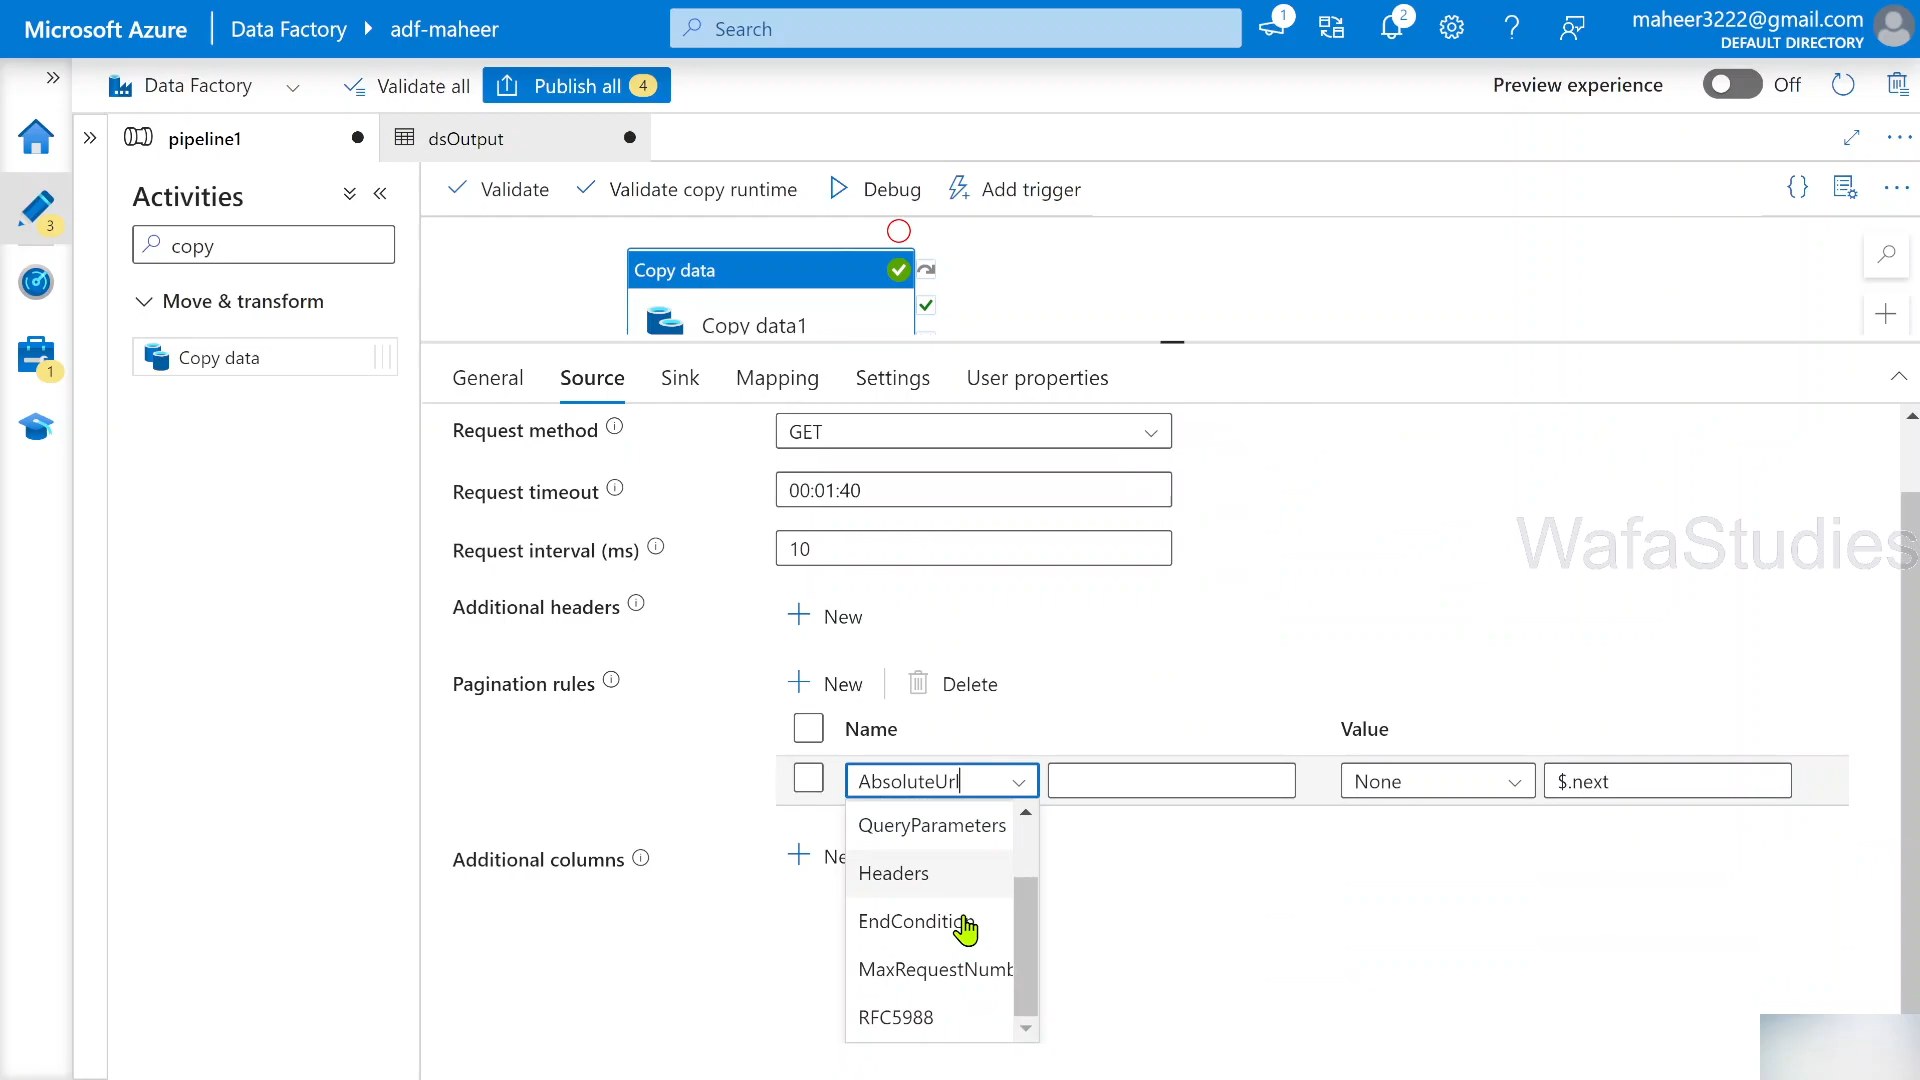 Microsoft Azure
Data Factory
adf-maheer
Search
1
2
maheer3222@gmail.com
DEFAULT DIRECTORY
Data Factory
Validate all
Publish all 4
Preview experience
Off
pipeline1
dsOutput
Activities
copy
Move & transform
Copy data
3
1
Validate
Validate copy runtime
Debug
Add trigger
Copy data
Copy data1
General
Source
Sink
Mapping
Settings
User properties
Request method
GET
Request timeout
00:01:40
Request interval (ms)
10
WafaStudies
Additional headers
New
Pagination rules
New
Delete
Name
Value
AbsoluteUrl
None
$.next
QueryParameters
Headers
EndCondition
MaxRequestNumb
RFC5988
Additional columns
Ne